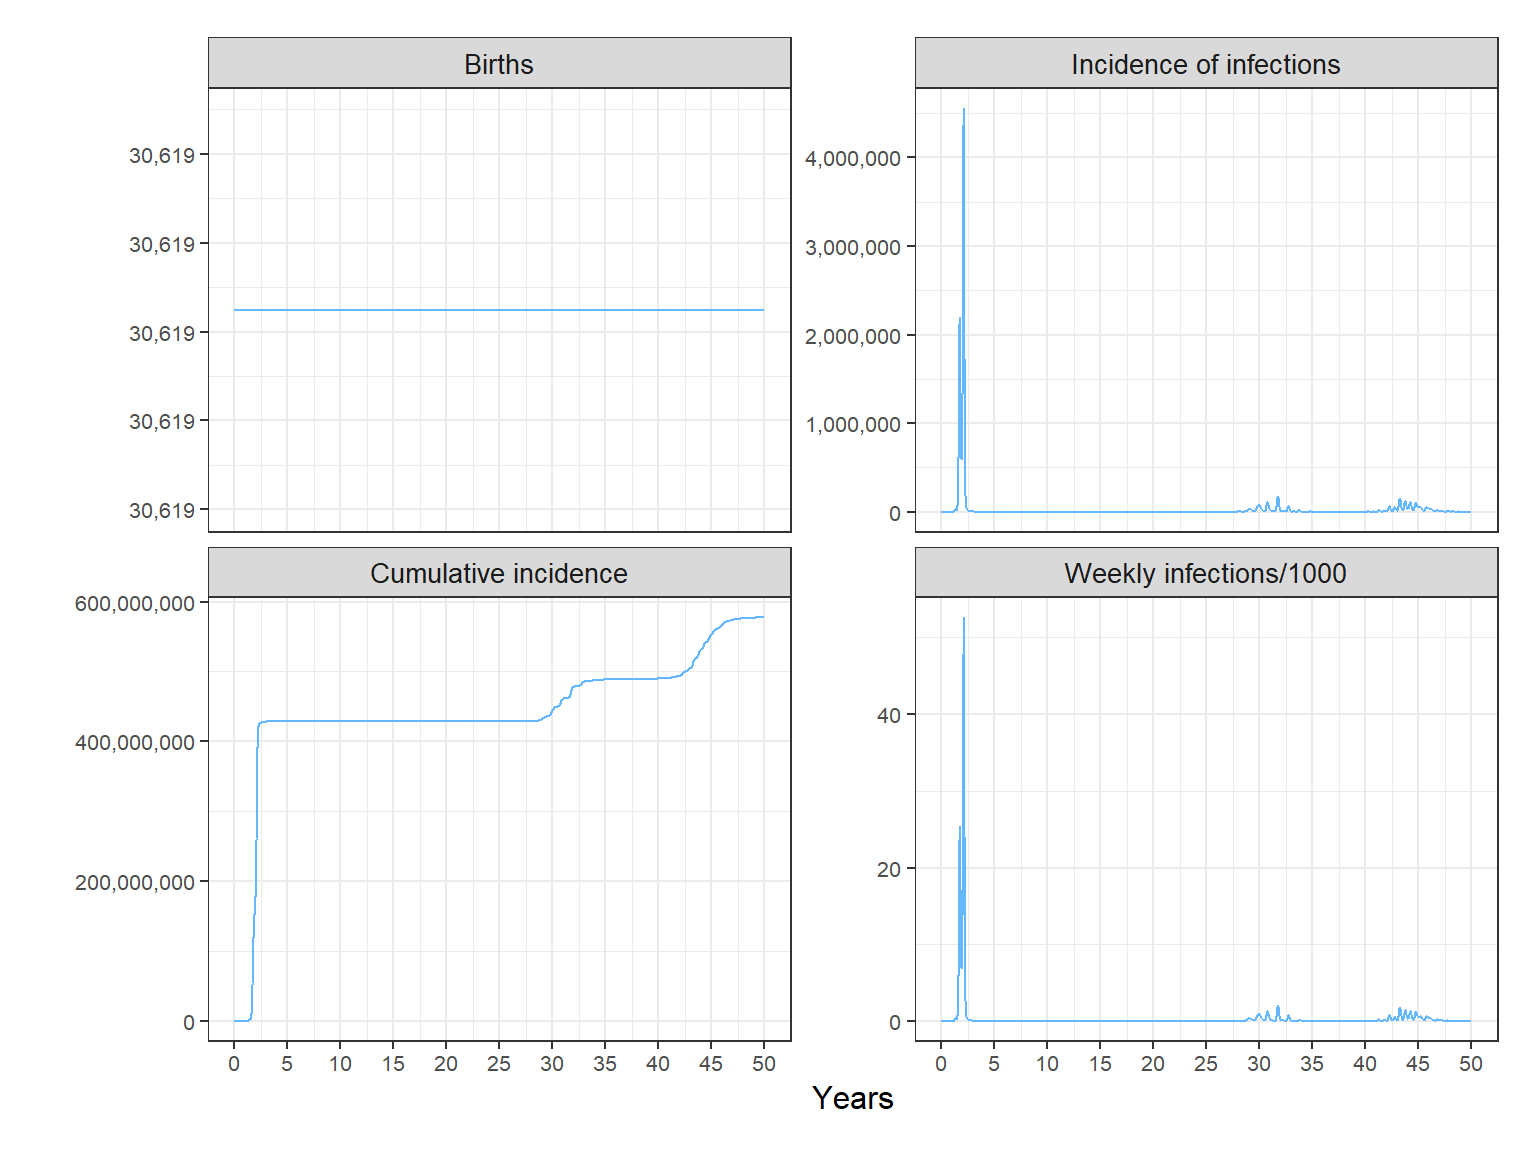 Births
30,619
30,619
30,619
30,619
30,619
Incidence of infections
4,000,000
3,000,000
2,000,000
1,000,000
0
Cumulative incidence
600,000,000
400,000,000
200,000,000
0
0 5 10 15 20 25 30 35 40 45 50
Weekly infections/1000
40
20
0
0 5 10 15 20 25 30 35 40 45 50
Years